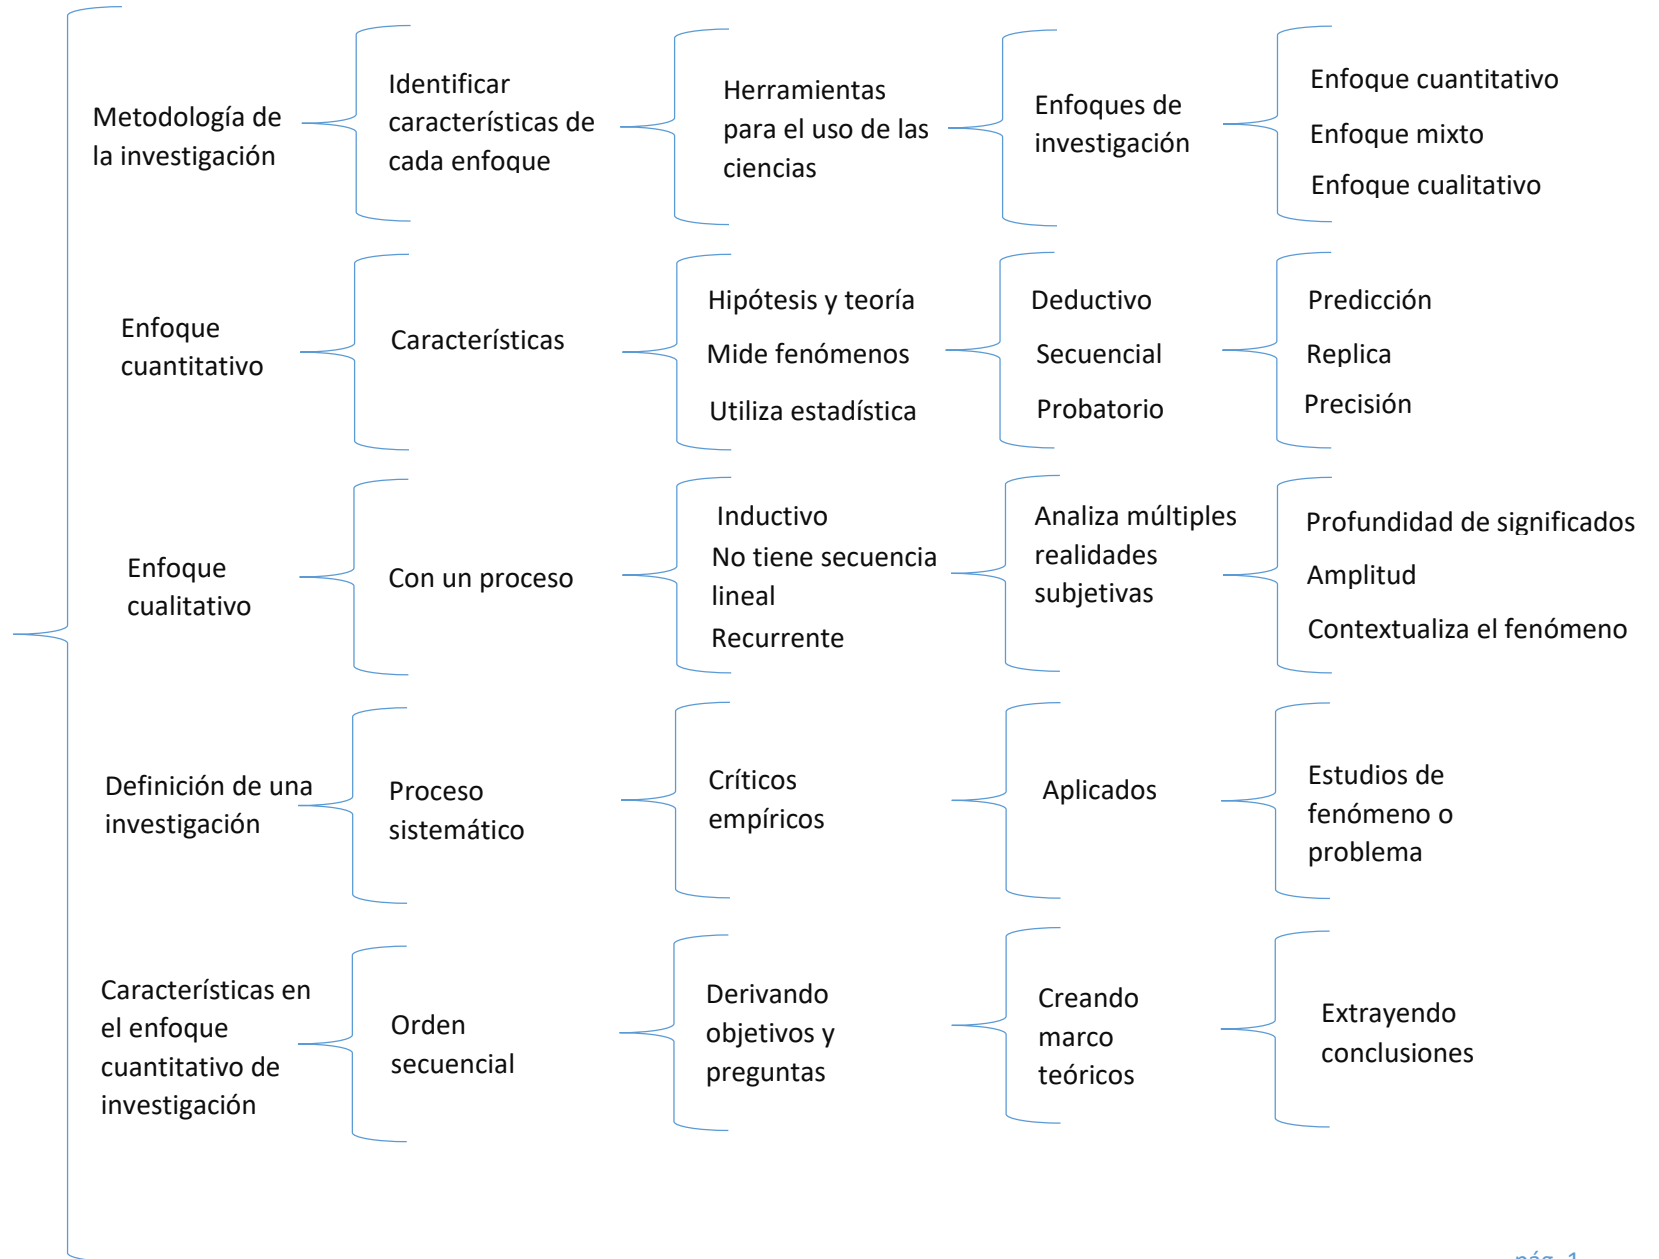 Metodología de
la investigación
Identificar
características de
cada enfoque
Herramientas
para el uso de las
ciencias
Enfoques de
investigación
Enfoque cuantitativo
Enfoque mixto
Enfoque cualitativo
Enfoque
cuantitativo
Características
Hipótesis y teoría
Mide fenómenos
Utiliza estadística
Deductivo
Secuencial
Probatorio
Predicción
Replica
Precisión
Enfoque
cualitativo
Con un proceso
Inductivo
No tiene secuencia
lineal
Recurrente
Analiza múltiples
realidades
subjetivas
Profundidad de significados
Amplitud
Contextualiza el fenómeno
Definición de una
investigación
Proceso
sistemático
Críticos
empíricos
Aplicados
Estudios de
fenómeno o
problema
Características en
el enfoque
cuantitativo de
investigación
Orden
secuencial
Derivando
objetivos y
preguntas
Creando
marco
teóricos
Extrayendo
conclusiones
pág. 1